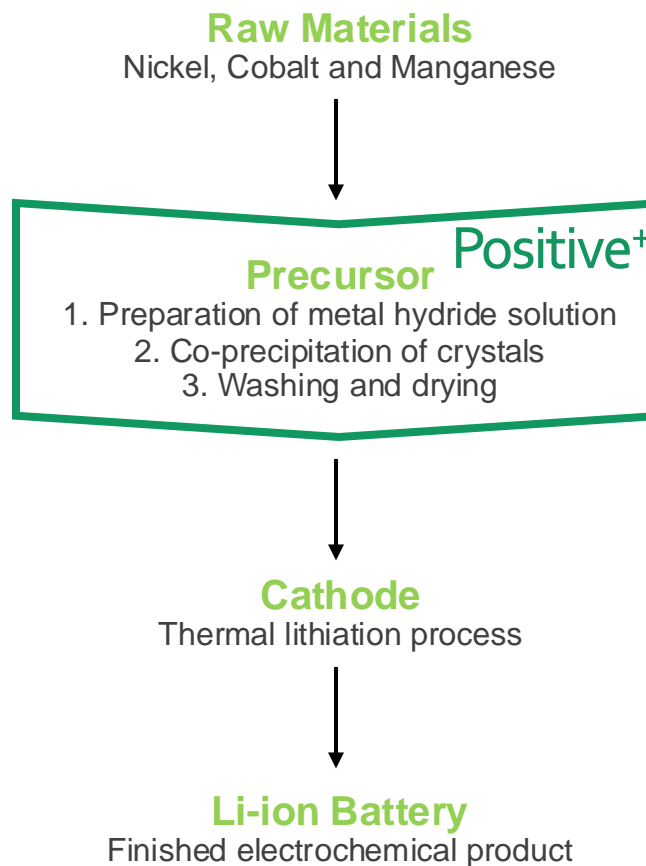 Raw Materials
Nickel, Cobalt and Manganese
Positive+
Precursor
1. Preparation of metal hydride solution
2. Co-precipitation of crystals
3. Washing and drying
Cathode
Thermal lithiation process
Li-ion Battery
Finished electrochemical product